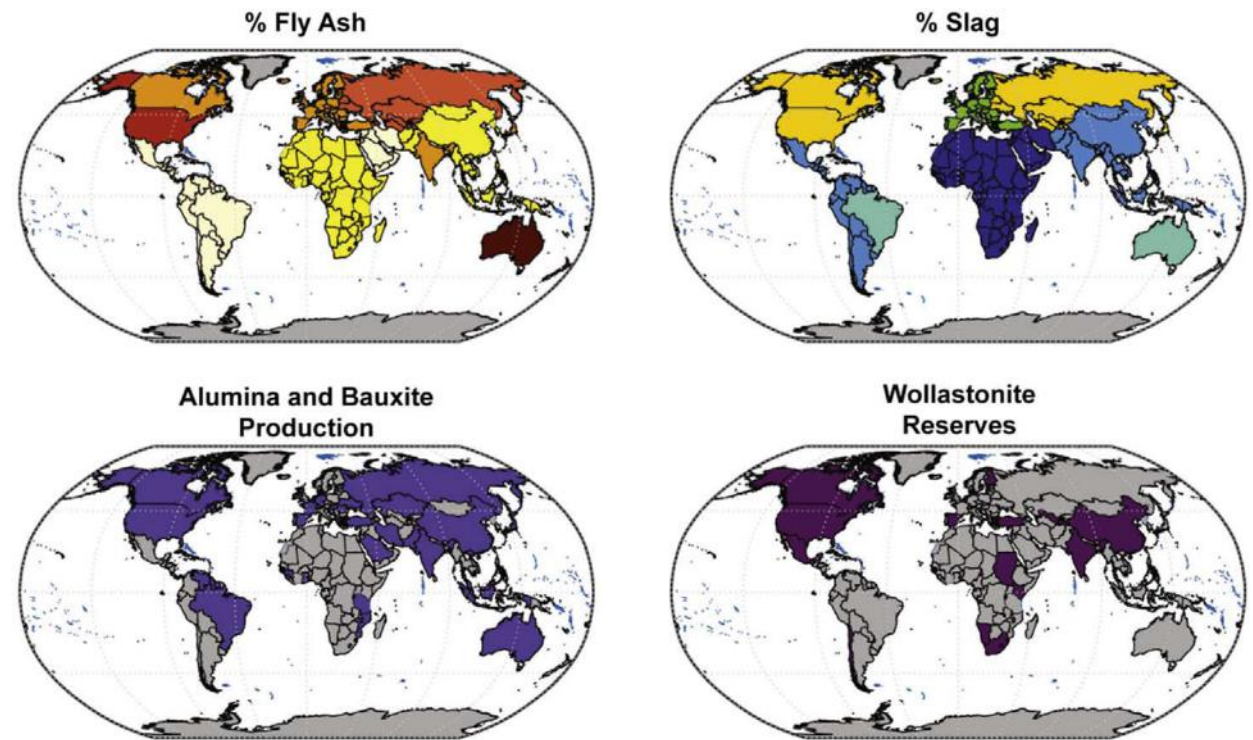 % Fly Ash
% Slag
Alumina and Bauxite
Production
Wollastonite
Reserves